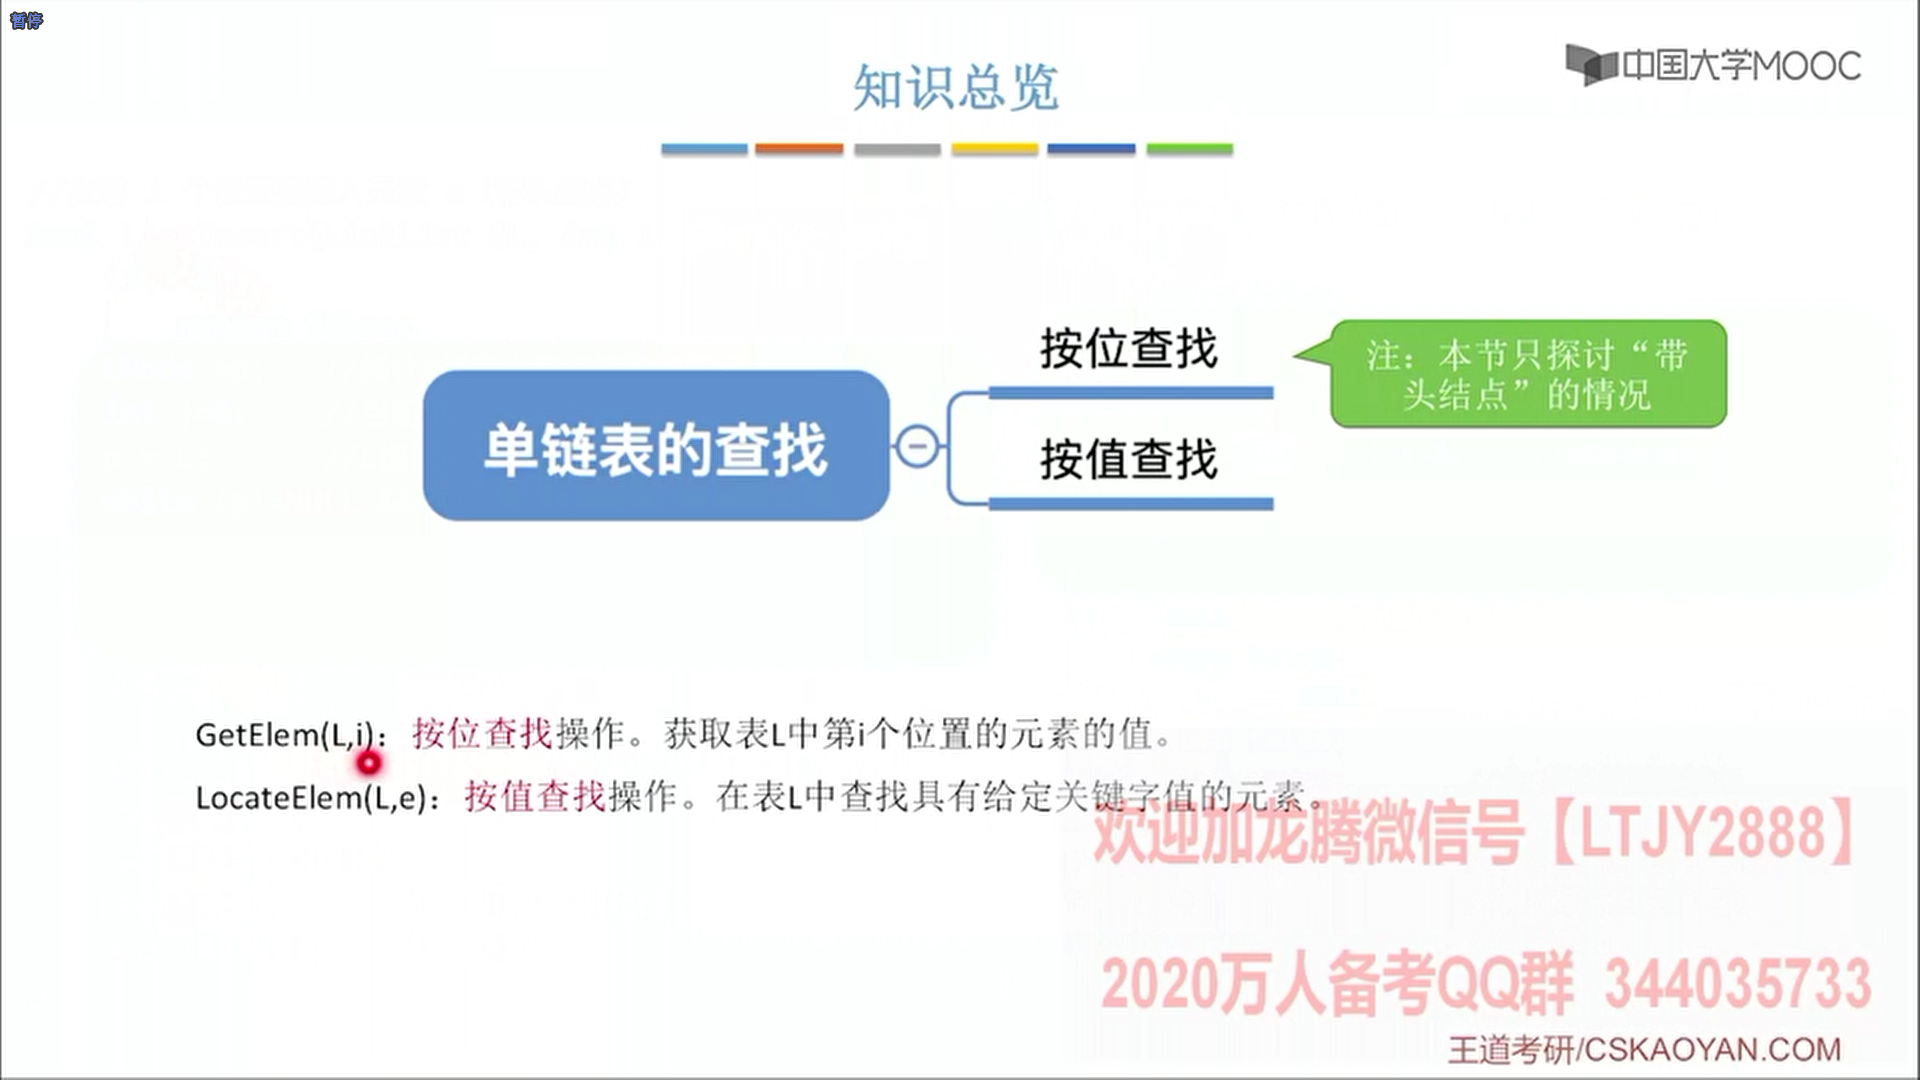 暂停
中国大学MOOC
知识总览
按位查找
注：本节只探讨“带
头结点”的情况
单链表的查找
按值查找
GetElem(L,i)：按位查找操作。获取表L中第i个位置的元素的值。
LocateElem(L,e)：按值查找操作。在表L中查找具有给定关键字值的元素。
欢迎加龙腾微信号【LTJY2888】
2020万人备考QQ群 344035733
王道考研/CSKAOYAN.COM